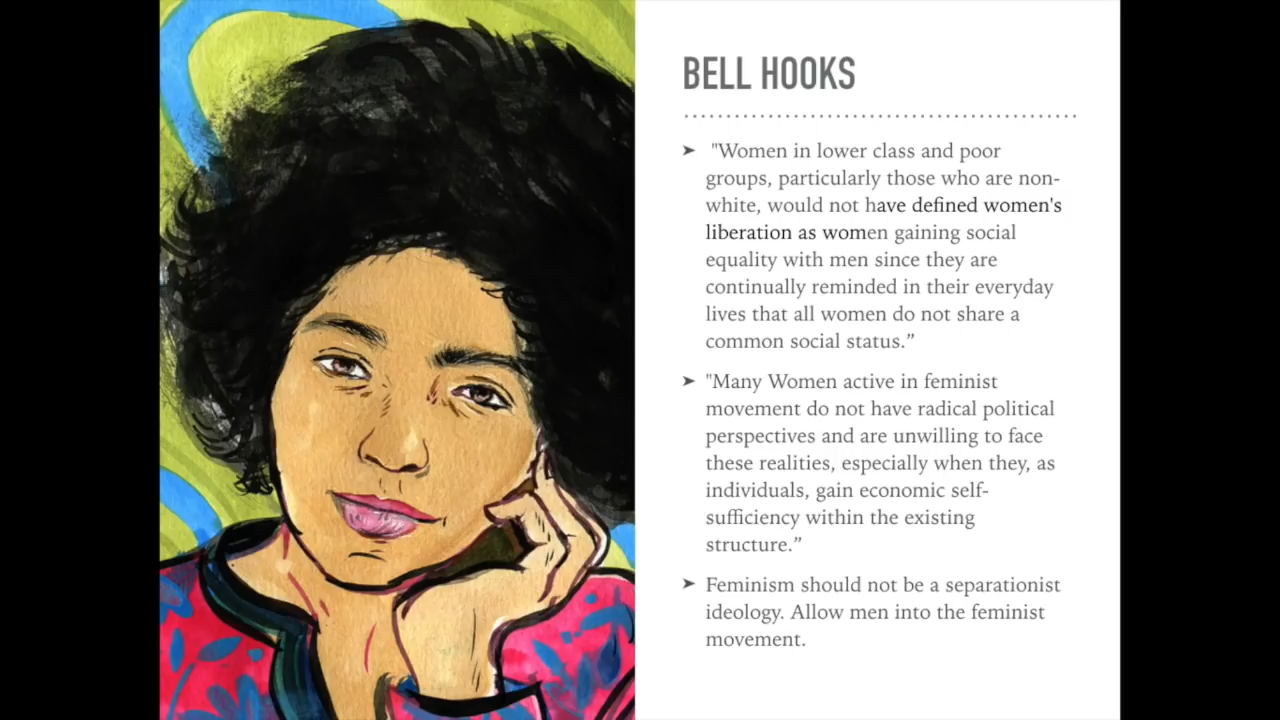 BELL HOOKS
➤ "Women in lower class and poor
groups, particularly those who are non-
white, would not have defined women's
liberation as women gaining social
equality with men since they are
continually reminded in their everyday
lives that all women do not share a
common social status.”
➤ "Many Women active in feminist
movement do not have radical political
perspectives and are unwilling to face
these realities, especially when they, as
individuals, gain economic self-
sufficiency within the existing
structure.”
➤ Feminism should not be a separationist
ideology. Allow men into the feminist
movement.